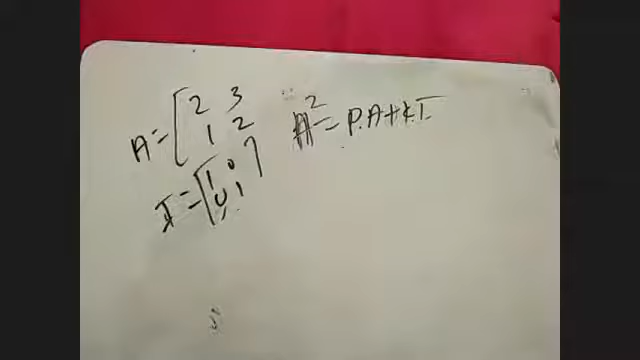 A = [2 3
1 2]
A² = P.A + k.I
I = [1 0
0 1]